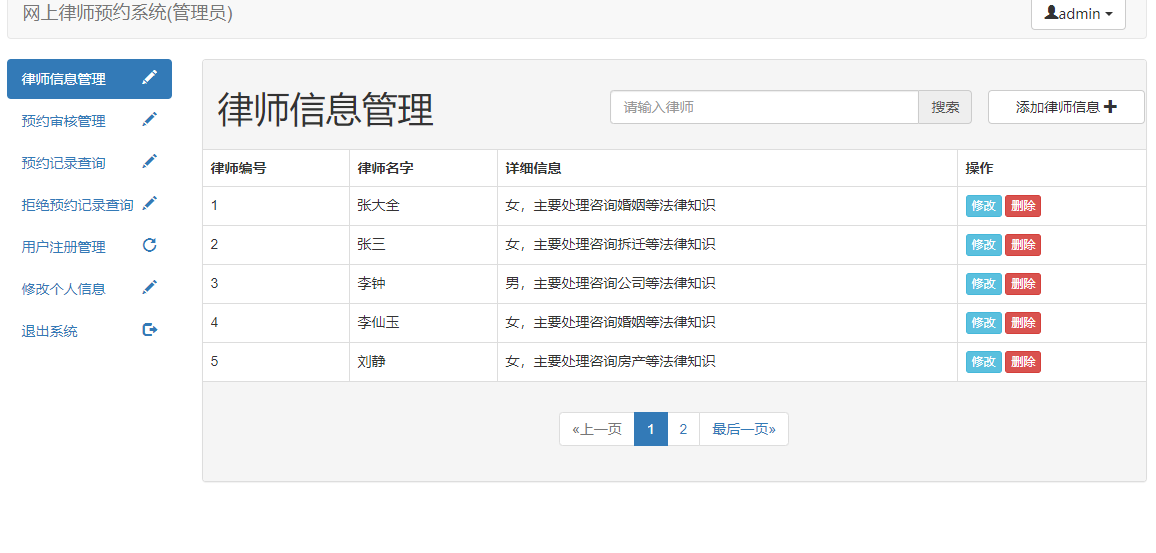 网上律师预约系统(管理员)
admin
律师信息管理
预约审核管理
预约记录查询
拒绝预约记录查询
用户注册管理
修改个人信息
退出系统
律师信息管理
请输入律师 搜索 添加律师信息
律师编号 律师名字 详细信息 操作
1 张大全 女，主要处理咨询婚姻等法律知识 修改 删除
2 张三 女，主要处理咨询拆迁等法律知识 修改 删除
3 李钟 男，主要处理咨询公司等法律知识 修改 删除
4 李仙玉 女，主要处理咨询婚姻等法律知识 修改 删除
5 刘静 女，主要处理咨询房产等法律知识 修改 删除
«上一页 1 2 最后一页»